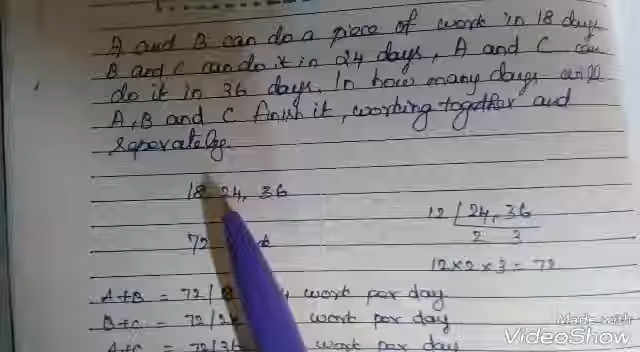 A and B can do a piece of work in 18 days
B and C can do it in 24 days, A and C can
do it in 36 days. In how many days will
A, B and C finish it, working together and
separately.
18 24, 36
12 24, 36
72
2 3
12×2×3 = 72
A+B = 72/ work per day
B+C = 72/24 work per day
A+C = 72/36 work per day
Made with
VideoShow